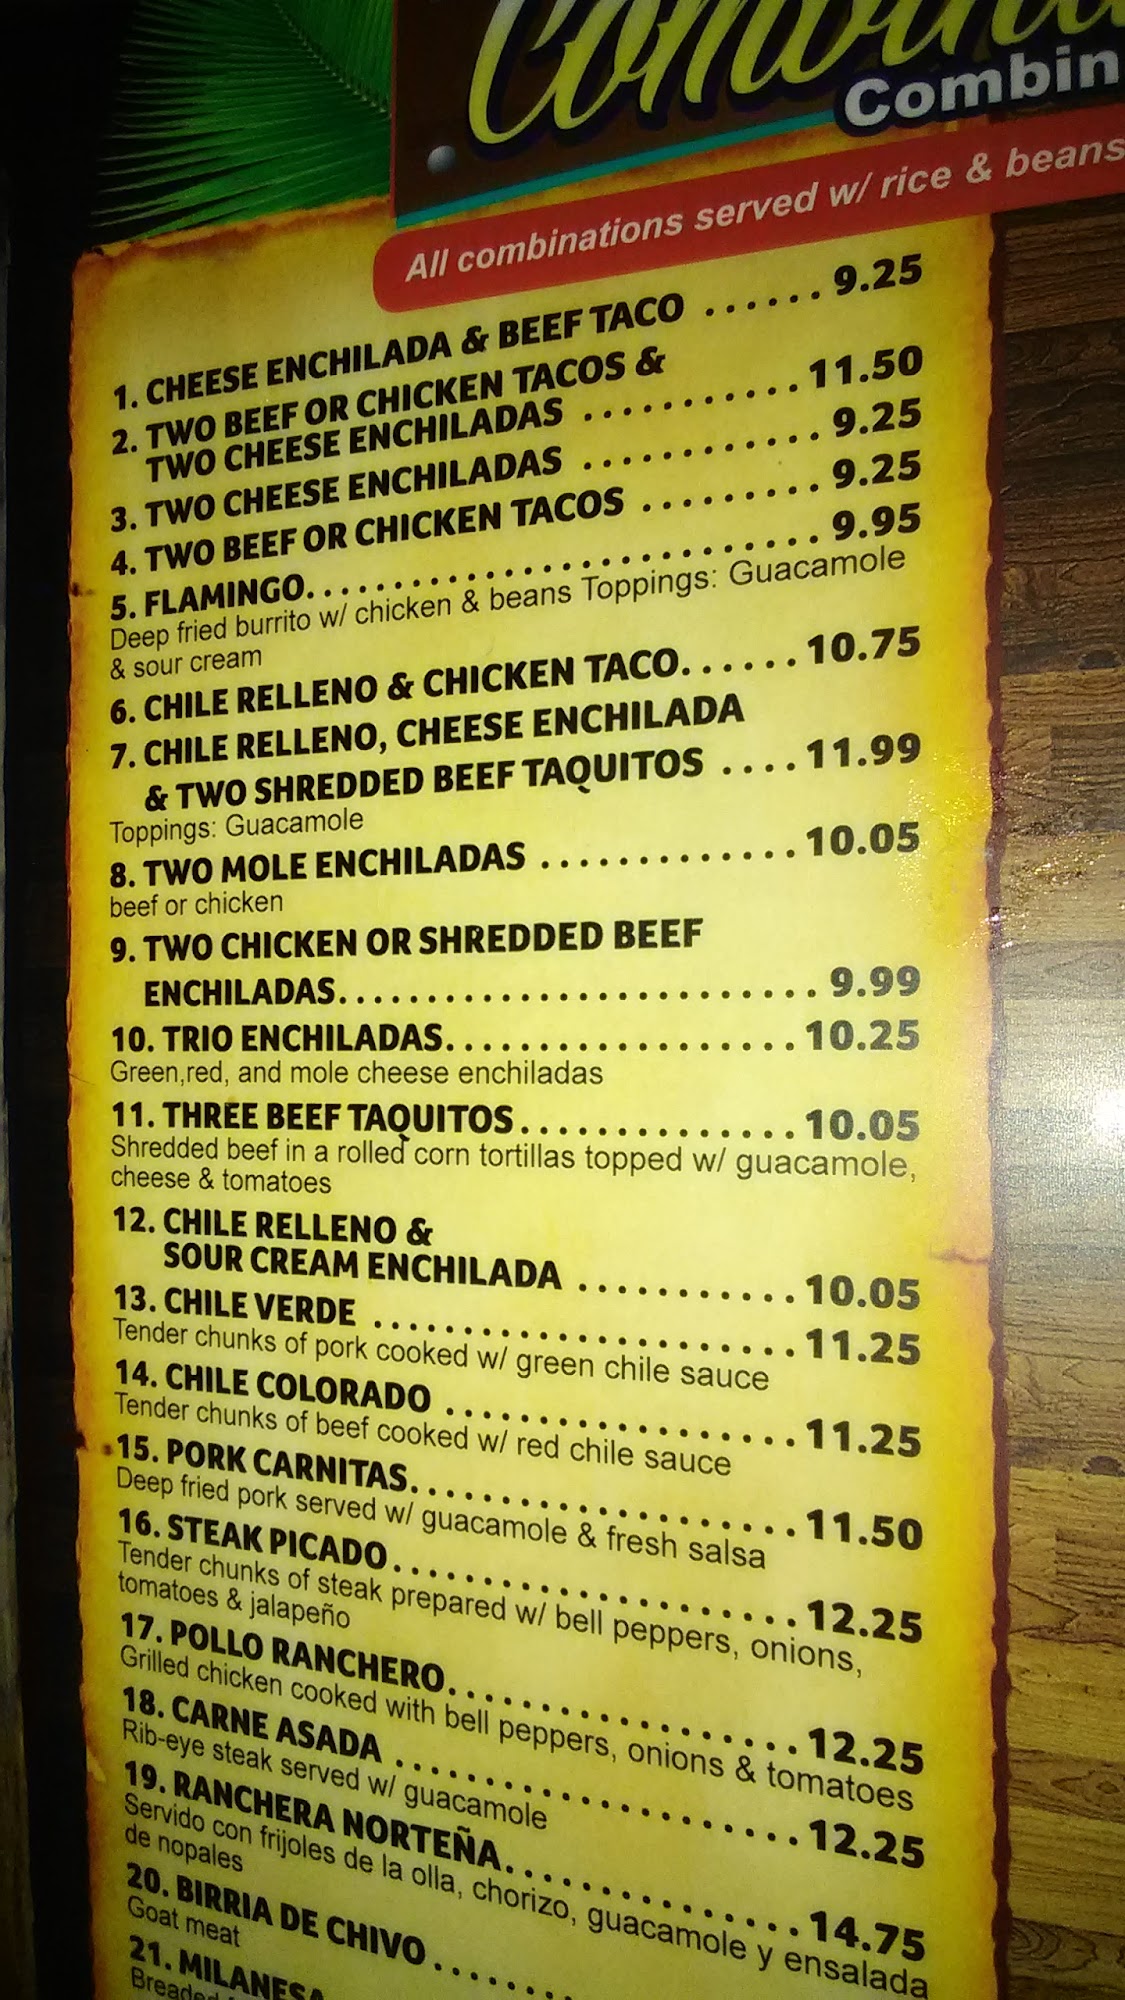 Combin
All combinations served w/ rice & beans
1. CHEESE ENCHILADA & BEEF TACO ...... 9.25
2. TWO BEEF OR CHICKEN TACOS &
TWO CHEESE ENCHILADAS ........... 11.50
3. TWO CHEESE ENCHILADAS ............ 9.25
4. TWO BEEF OR CHICKEN TACOS ......... 9.25
5. FLAMINGO........................ 9.95
Deep fried burrito w/ chicken & beans Toppings: Guacamole
& sour cream
6. CHILE RELLENO & CHICKEN TACO...... 10.75
7. CHILE RELLENO, CHEESE ENCHILADA
& TWO SHREDDED BEEF TAQUITOS .... 11.99
Toppings: Guacamole
8. TWO MOLE ENCHILADAS ............. 10.05
beef or chicken
9. TWO CHICKEN OR SHREDDED BEEF
ENCHILADAS......................... 9.99
10. TRIO ENCHILADAS.................. 10.25
Green,red, and mole cheese enchiladas
11. THREE BEEF TAQUITOS.............. 10.05
Shredded beef in a rolled corn tortillas topped w/ guacamole,
cheese & tomatoes
12. CHILE RELLENO &
SOUR CREAM ENCHILADA ........... 10.05
13. CHILE VERDE ..................... 11.25
Tender chunks of pork cooked w/ green chile sauce
14. CHILE COLORADO ................. 11.25
Tender chunks of beef cooked w/ red chile sauce
15. PORK CARNITAS................... 11.50
Deep fried pork served w/ guacamole & fresh salsa
16. STEAK PICADO.................... 12.25
Tender chunks of steak prepared w/ bell peppers, onions,
tomatoes & jalapeño
17. POLLO RANCHERO................. 12.25
Grilled chicken cooked with bell peppers, onions & tomatoes
18. CARNE ASADA ................... 12.25
Rib-eye steak served w/ guacamole
19. RANCHERA NORTEÑA.............. 14.75
Servido con frijoles de la olla, chorizo, guacamole y ensalada
de nopales
20. BIRRIA DE CHIVO .......
Goat meat
21. MILANESA
Breaded